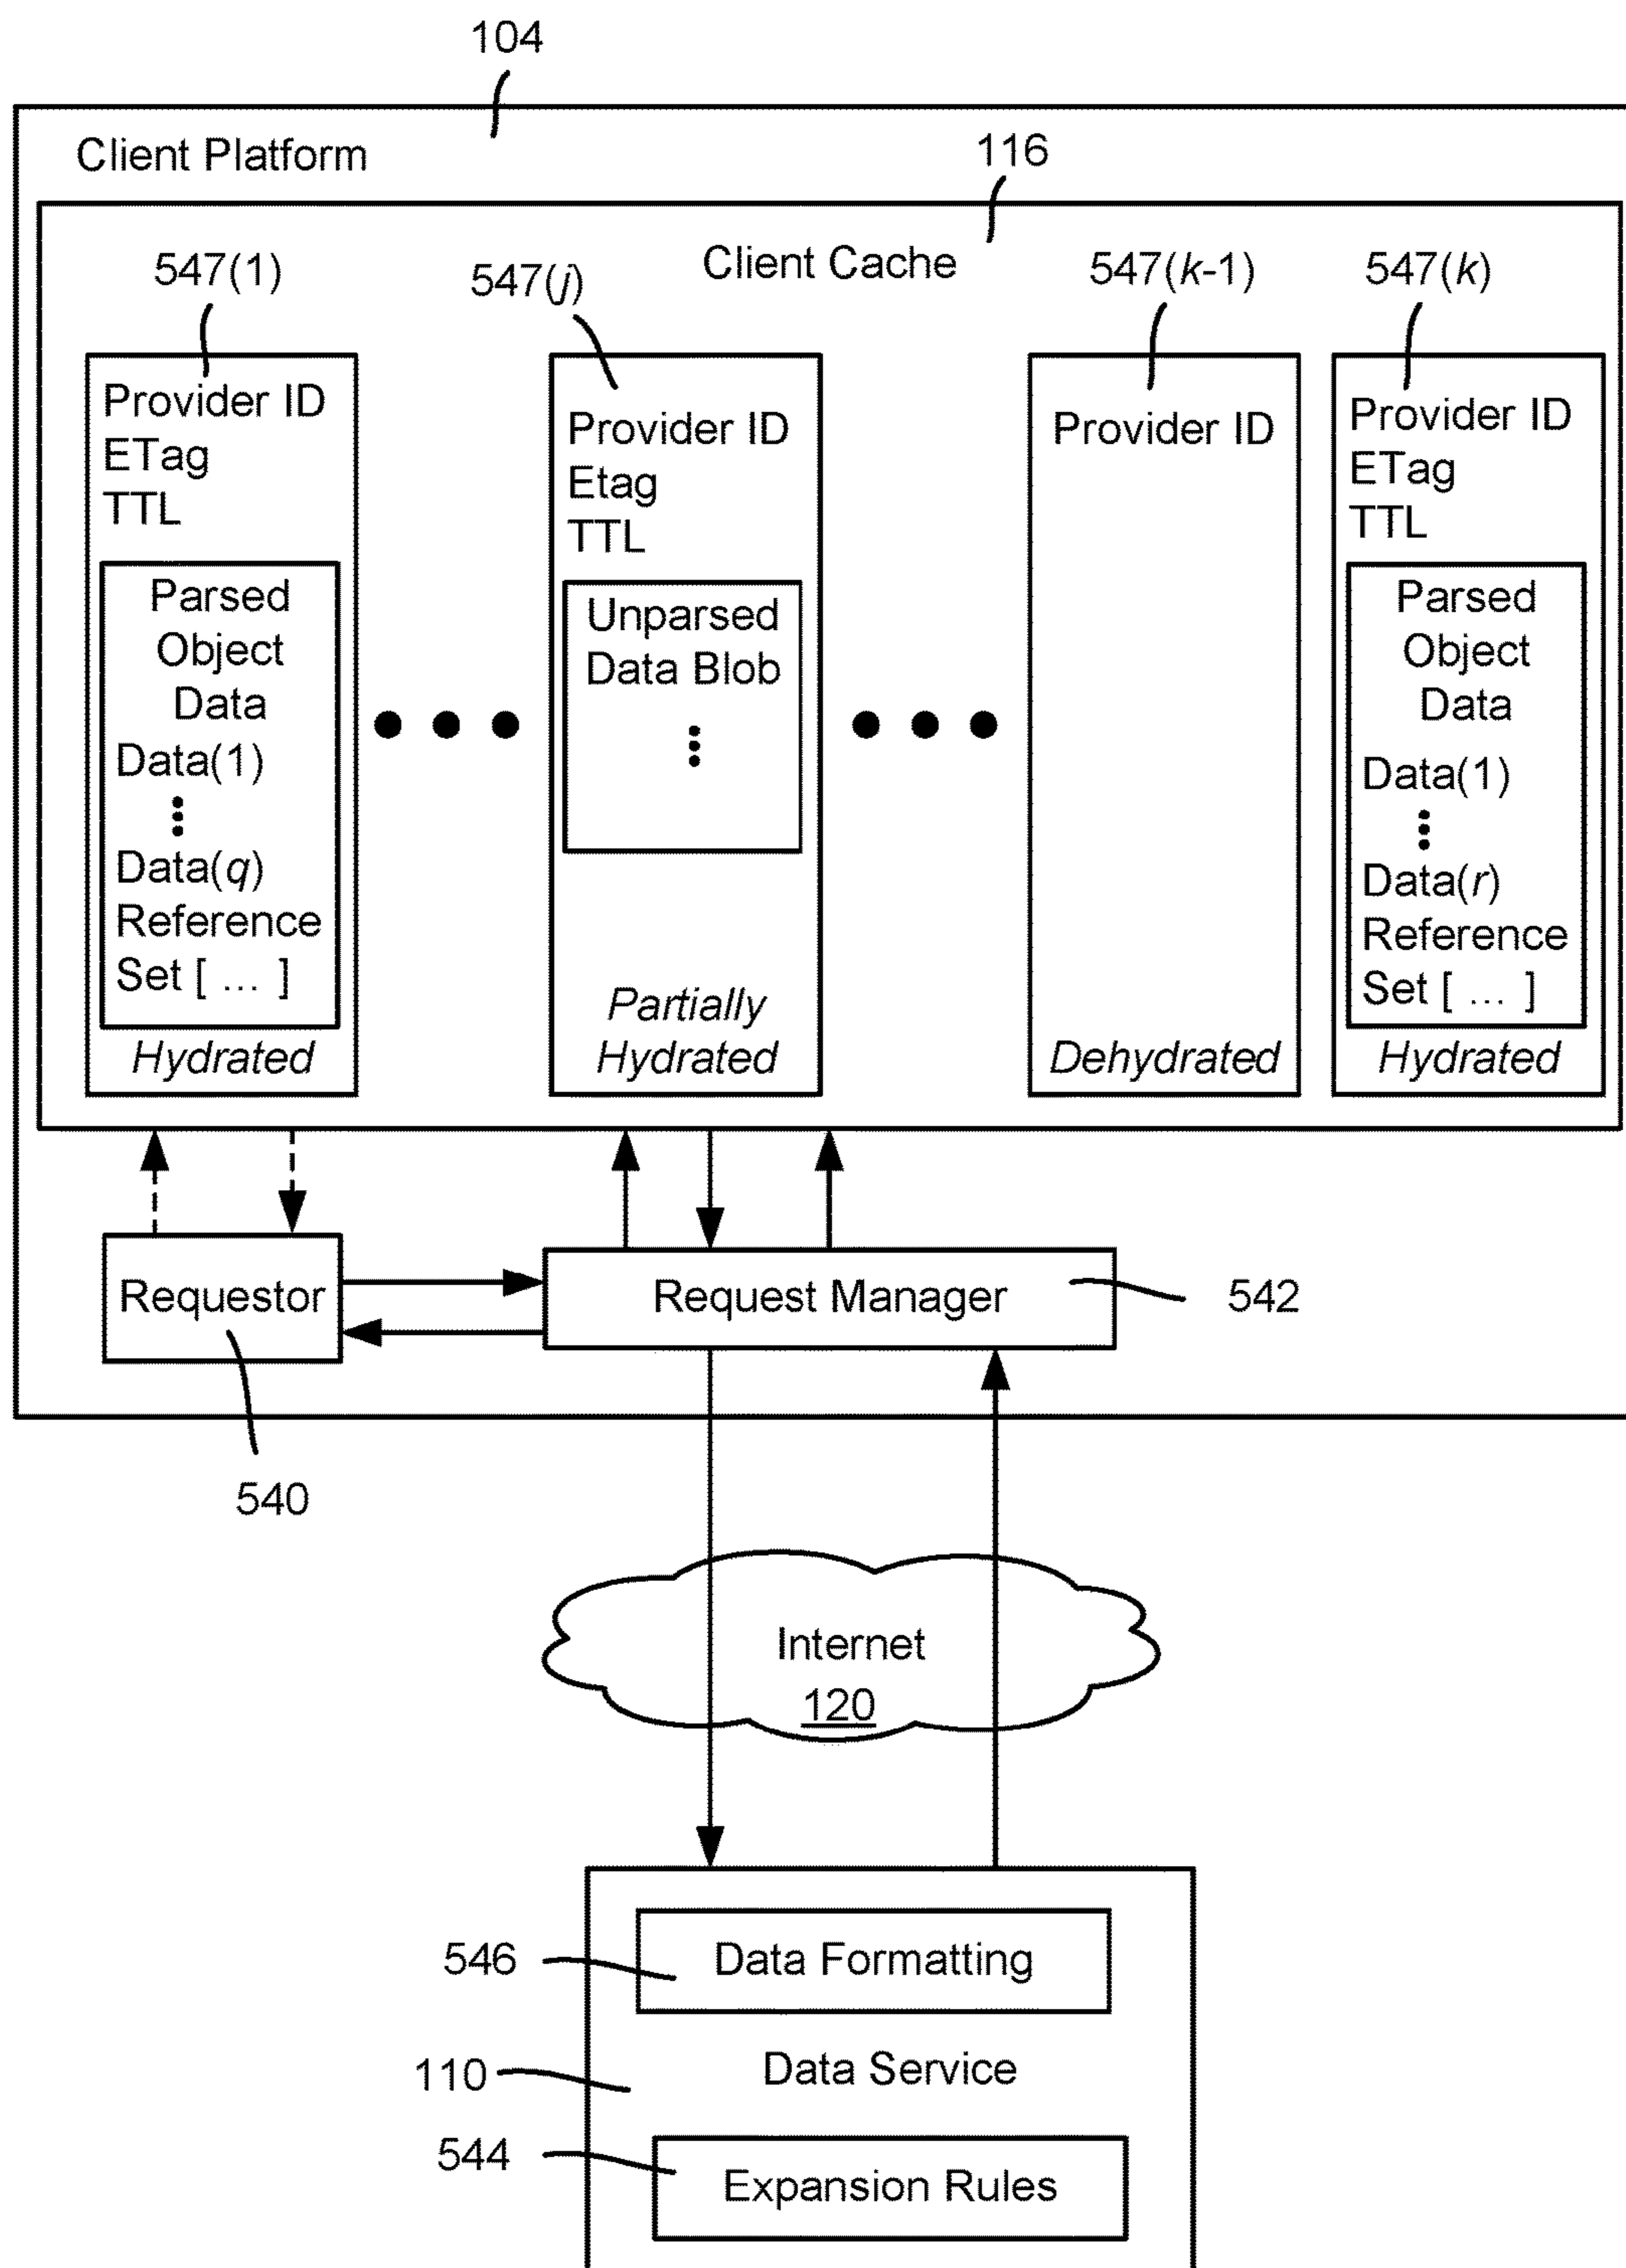 104
Client Platform
116
Client Cache
547(1)
547(j)
547(k-1)
547(k)
Provider ID
ETag
TTL
Parsed
Object
Data
Data(1)
Data(q)
Reference
Set [ ... ]
Hydrated
Provider ID
Etag
TTL
Unparsed
Data Blob
Partially
Hydrated
Provider ID
Dehydrated
Provider ID
ETag
TTL
Parsed
Object
Data
Data(1)
Data(r)
Reference
Set [ ... ]
Hydrated
Requestor
Request Manager
542
540
Internet
120
546
Data Formatting
110
Data Service
544
Expansion Rules